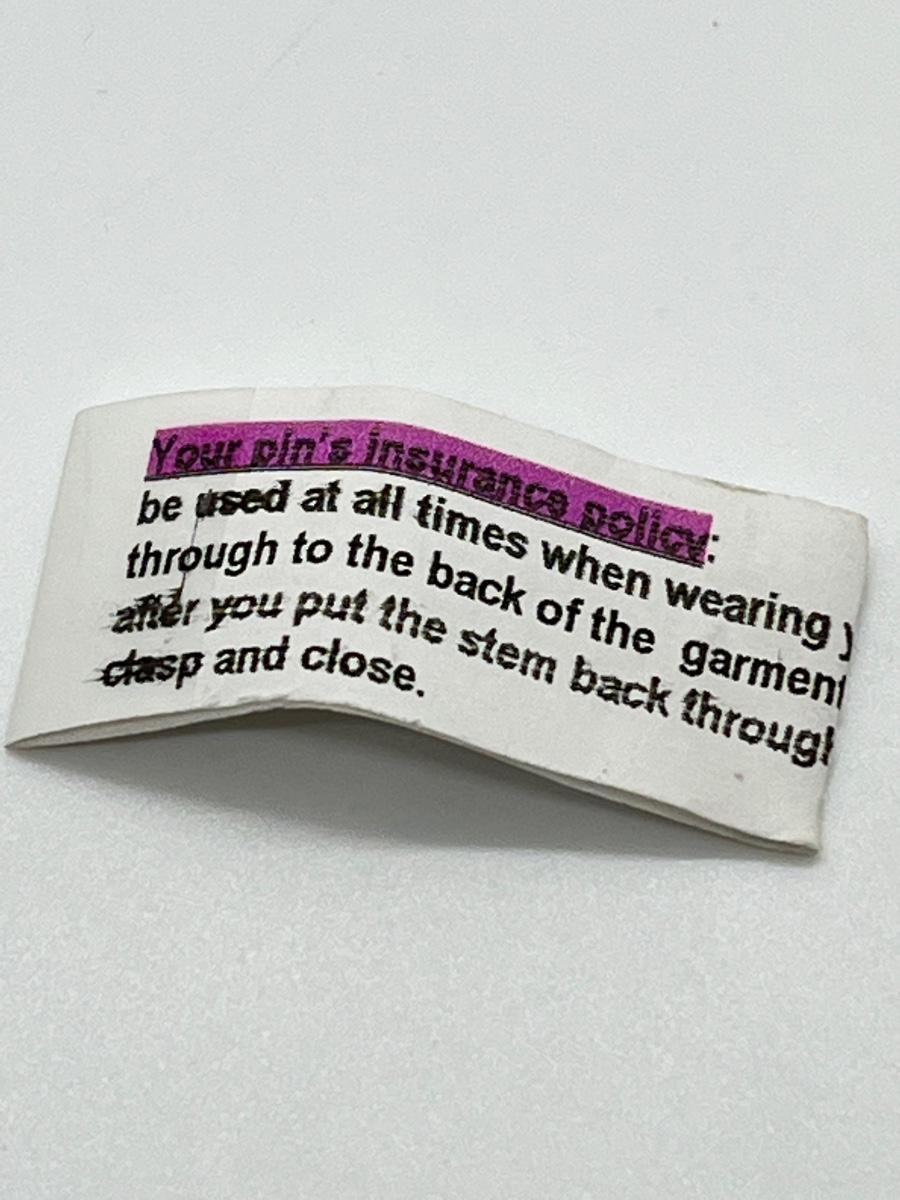 Your pin's insurance policy:
be used at all times when wearing y
through to the back of the garment
after you put the stem back through
clasp and close.